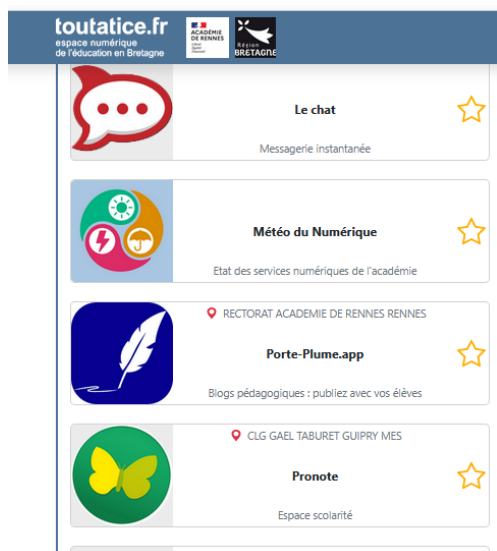 toutatice.fr
espace numérique
de l'éducation en Bretagne
ACADÉMIE
DE RENNES
Région
BRETAGNE
Le chat
Messagerie instantanée
Météo du Numérique
Etat des services numériques de l'académie
RECTORAT ACADEMIE DE RENNES RENNES
Porte-Plume.app
Blogs pédagogiques : publiez avec vos élèves
CLG GAEL TABURET GUIPRY MES
Pronote
Espace scolarité